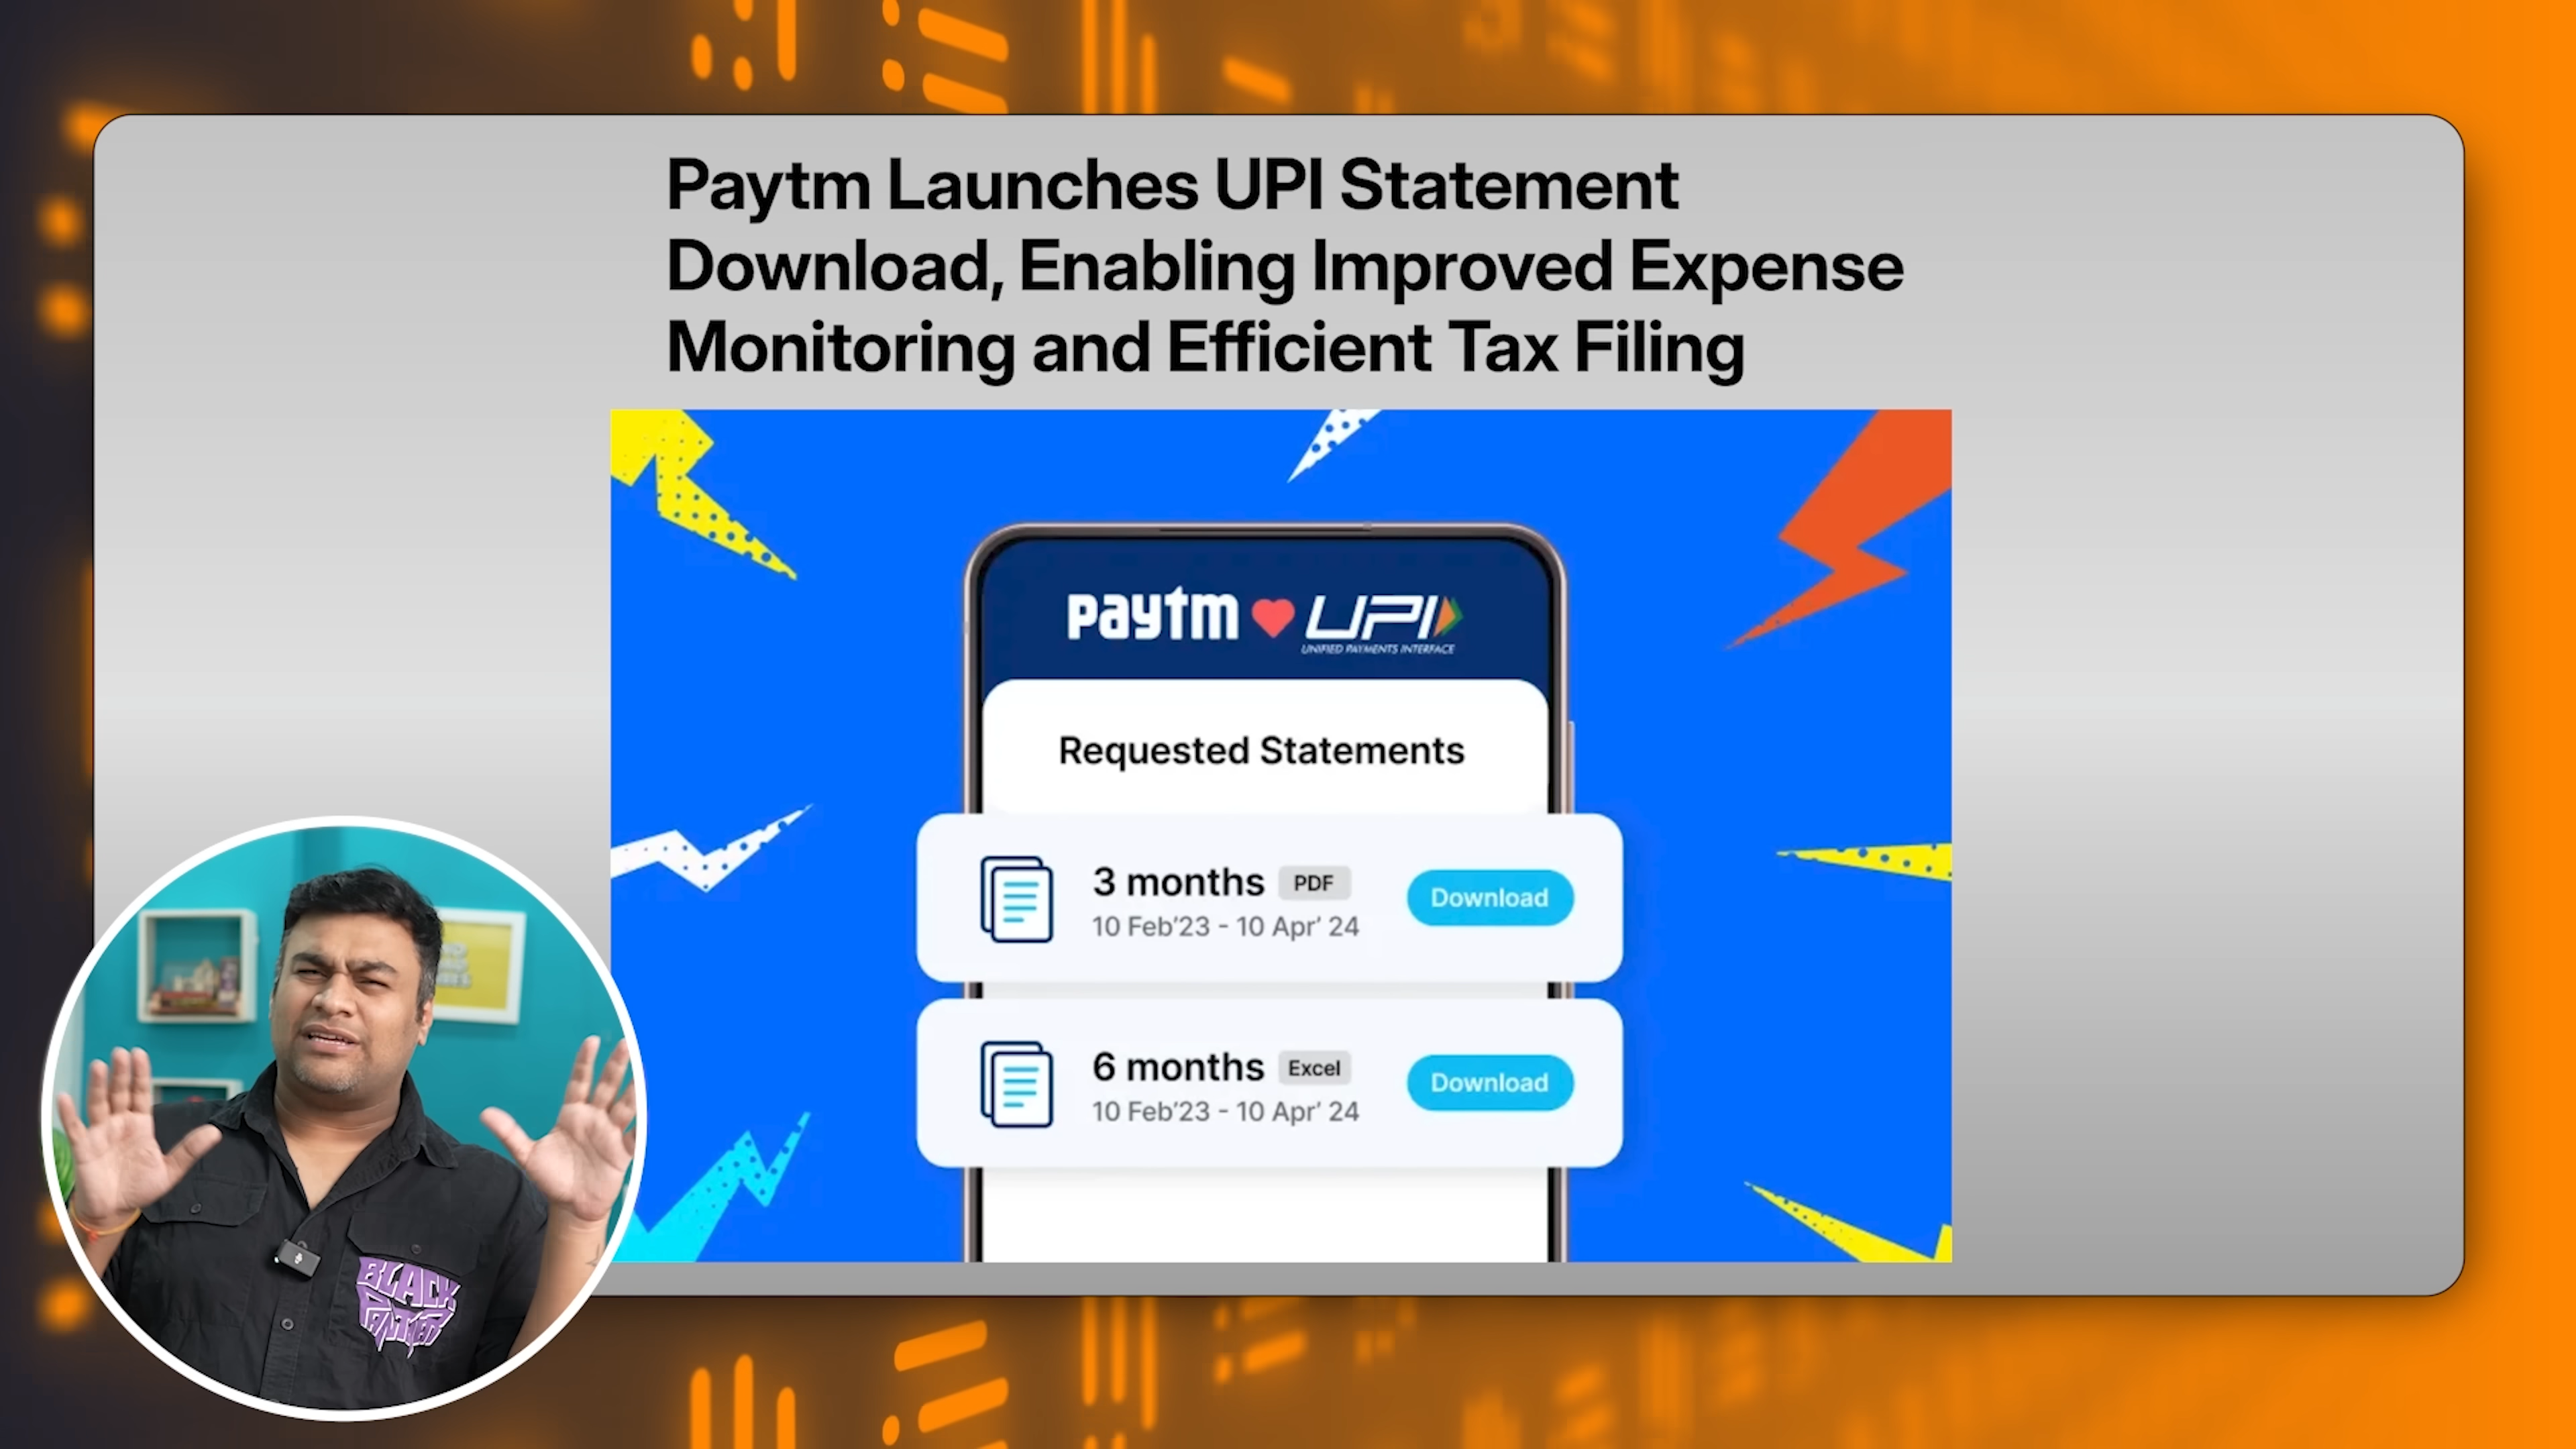 Paytm Launches UPI Statement
Download, Enabling Improved Expense
Monitoring and Efficient Tax Filing
paytm UPI
UNIFIED PAYMENTS INTERFACE
Requested Statements
3 months PDF
10 Feb'23 - 10 Apr' 24
Download
6 months Excel
10 Feb'23 - 10 Apr' 24
Download
BLACK
PANTHER